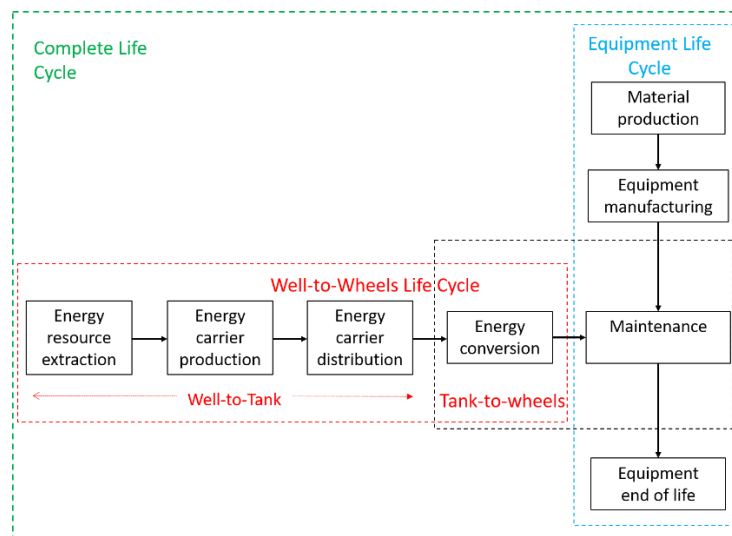 Complete Life
Cycle
Equipment Life
Cycle
Material
production
Equipment
manufacturing
Well-to-Wheels Life Cycle
Energy
resource
extraction
Energy
carrier
production
Energy
carrier
distribution
Energy
conversion
Maintenance
Well-to-Tank
Tank-to-wheels
Equipment
end of life